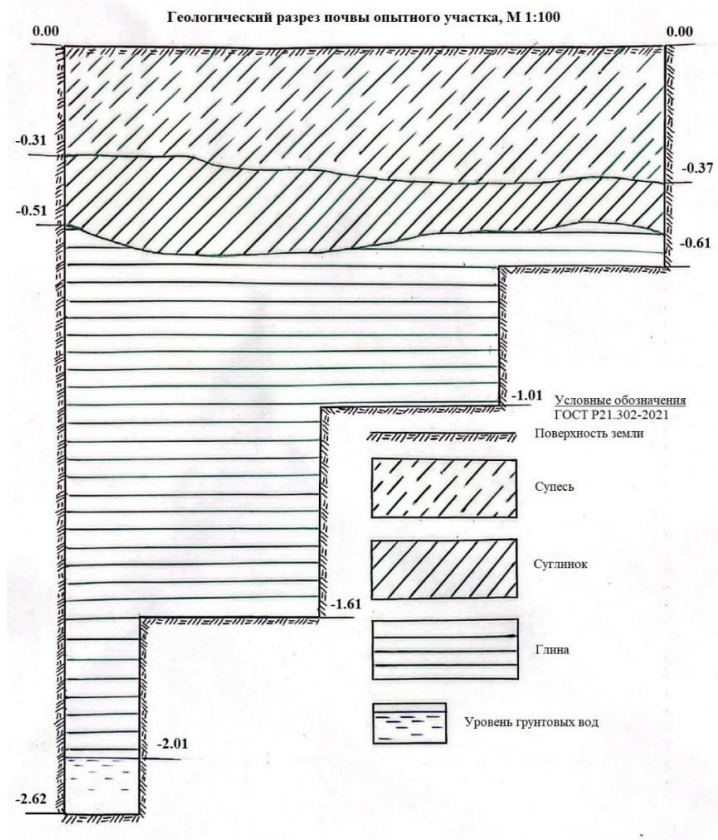 Геологический разрез почвы опытного участка, М 1:100
0.00
0.00
-0.31
-0.37
-0.51
-0.61
-1.01
Условные обозначения
ГОСТ Р21.302-2021
Поверхность земли
Супесь
Суглинок
-1.61
Глина
Уровень грунтовых вод
-2.01
-2.62